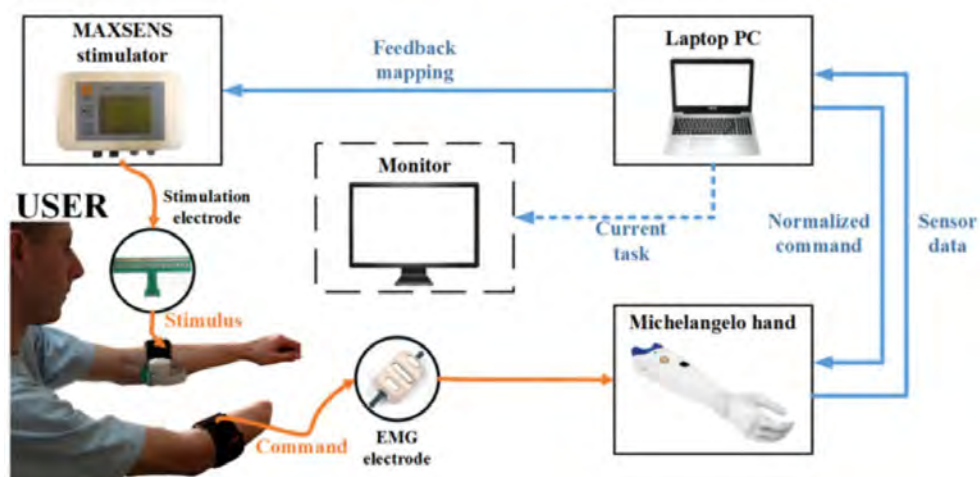 MAXSENS
stimulator
Feedback
mapping
Laptop PC
Monitor
USER
Stimulation
electrode
Current
task
Normalized
command
Sensor
data
Stimulus
Michelangelo hand
Command
EMG
electrode